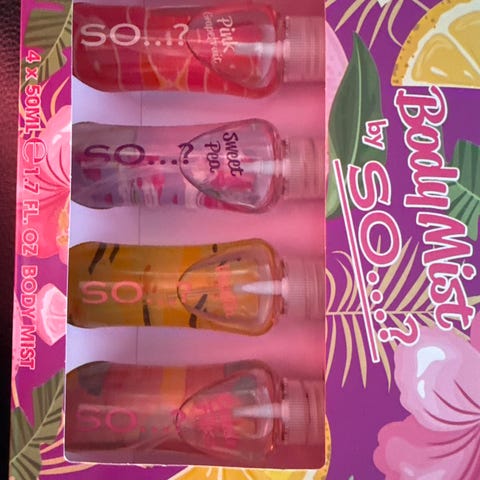 Body Mist
by SO....?
SO...?
Pink
Grapefruit
SO...?
Sweet
Pea
SO...?
SO...?
4 x 50ML ℮ 1.7 FL. OZ BODY MIST